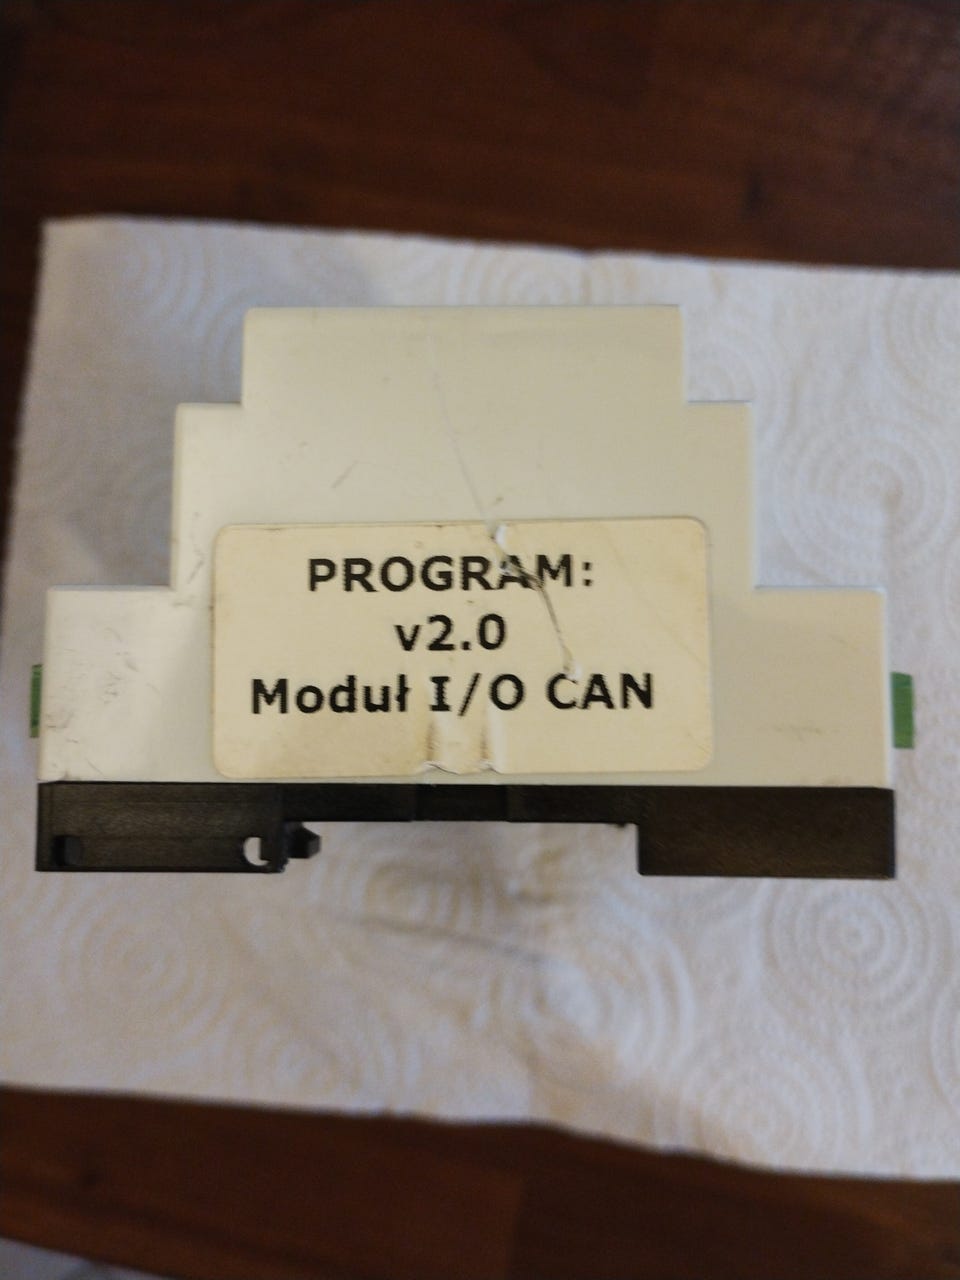 PROGRAM:
v2.0
Moduł I/O CAN